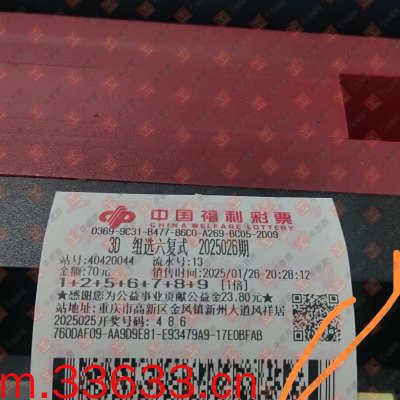 中国福利彩票
CHINA WELFARE LOTTERY
0369-9C31-B477-86C0-A269-BC05-2D09
3D 组选六复式 2025026期
站号:40420044 流水号:13
金额:70元 销售时间:2025/01/26-20:28:12
1+2+5+6+7+8+9
★感谢您为公益事业贡献公益金23.80元★
站地址:重庆市高新区金凤镇新州大道凤祥居
2025025开奖号码: 4 8 6
760DAF09-AA9D9E81-E93479A9-17E0BFAB
m.33633.cn